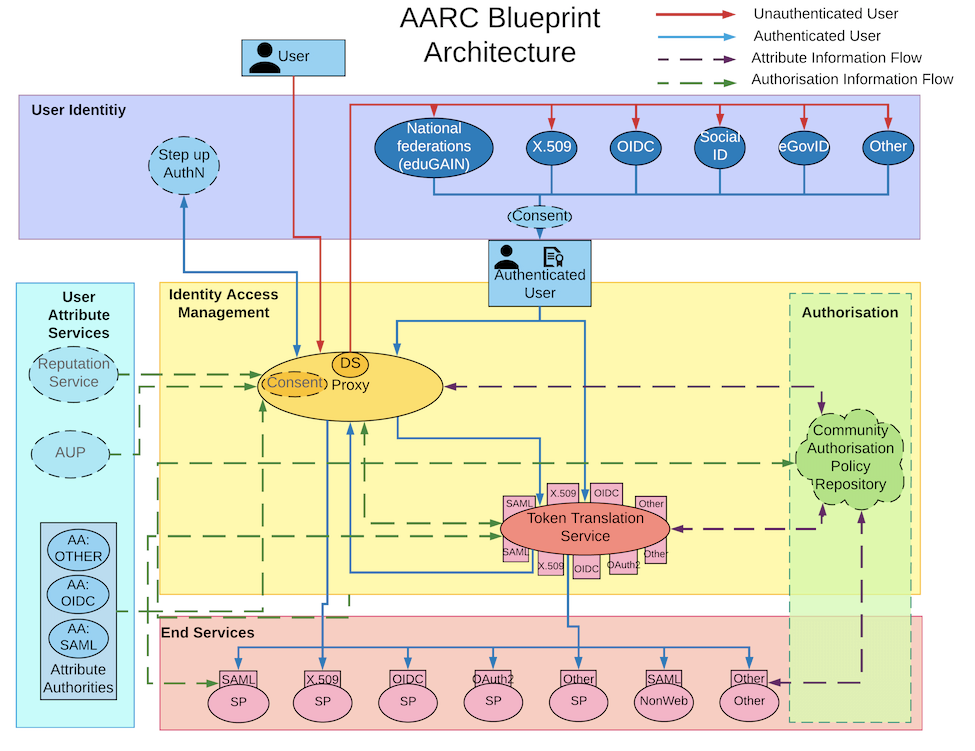 AARC Blueprint
Architecture
Unauthenticated User
Authenticated User
Attribute Information Flow
Authorisation Information Flow
User
User Identitiy
Step up
AuthN
National
federations
(eduGAIN)
X.509
OIDC
Social
ID
eGovID
Other
Consent
Authenticated
User
User
Attribute
Services
Reputation
Service
AUP
AA:
OTHER
AA:
OIDC
AA:
SAML
Attribute
Authorities
Identity Access
Management
DS
Consent
Proxy
Authorisation
Community
Authorisation
Policy
Repository
SAML
X.509
OIDC
Other
Token Translation
Service
SAML
X.509
OIDC
OAuth2
Other
End Services
SAML
SP
X.509
SP
OIDC
SP
OAuth2
SP
Other
SP
SAML
NonWeb
Other
Other